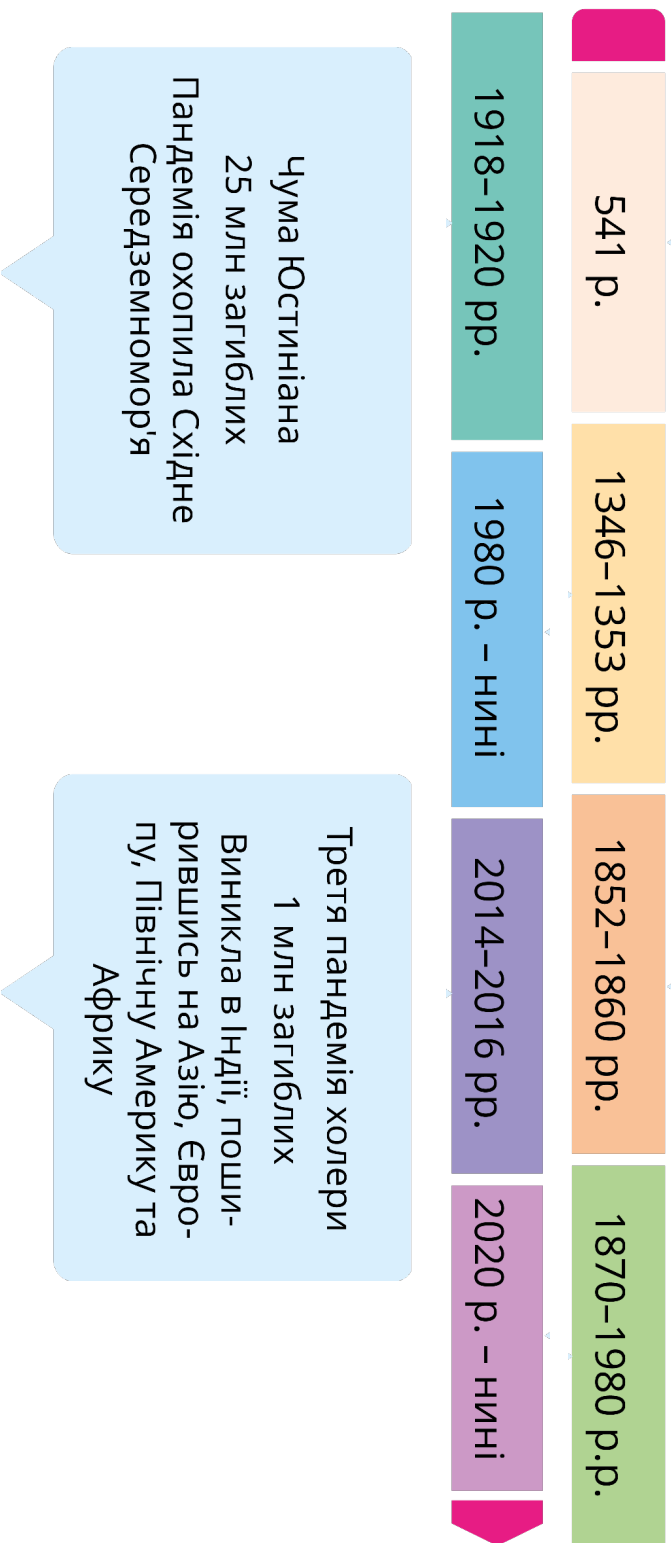 541 р.
1346–1353 рр.
1852–1860 рр.
1870–1980 р.р.
1918–1920 рр.
1980 р. – нині
2014–2016 рр.
2020 р. – нині
Чума Юстиніана
25 млн загиблих
Пандемія охопила Східне
Середземномор'я
Третя пандемія холери
1 млн загиблих
Виникла в Індії, поши-
рившись на Азію, Євро-
пу, Північну Америку та
Африку